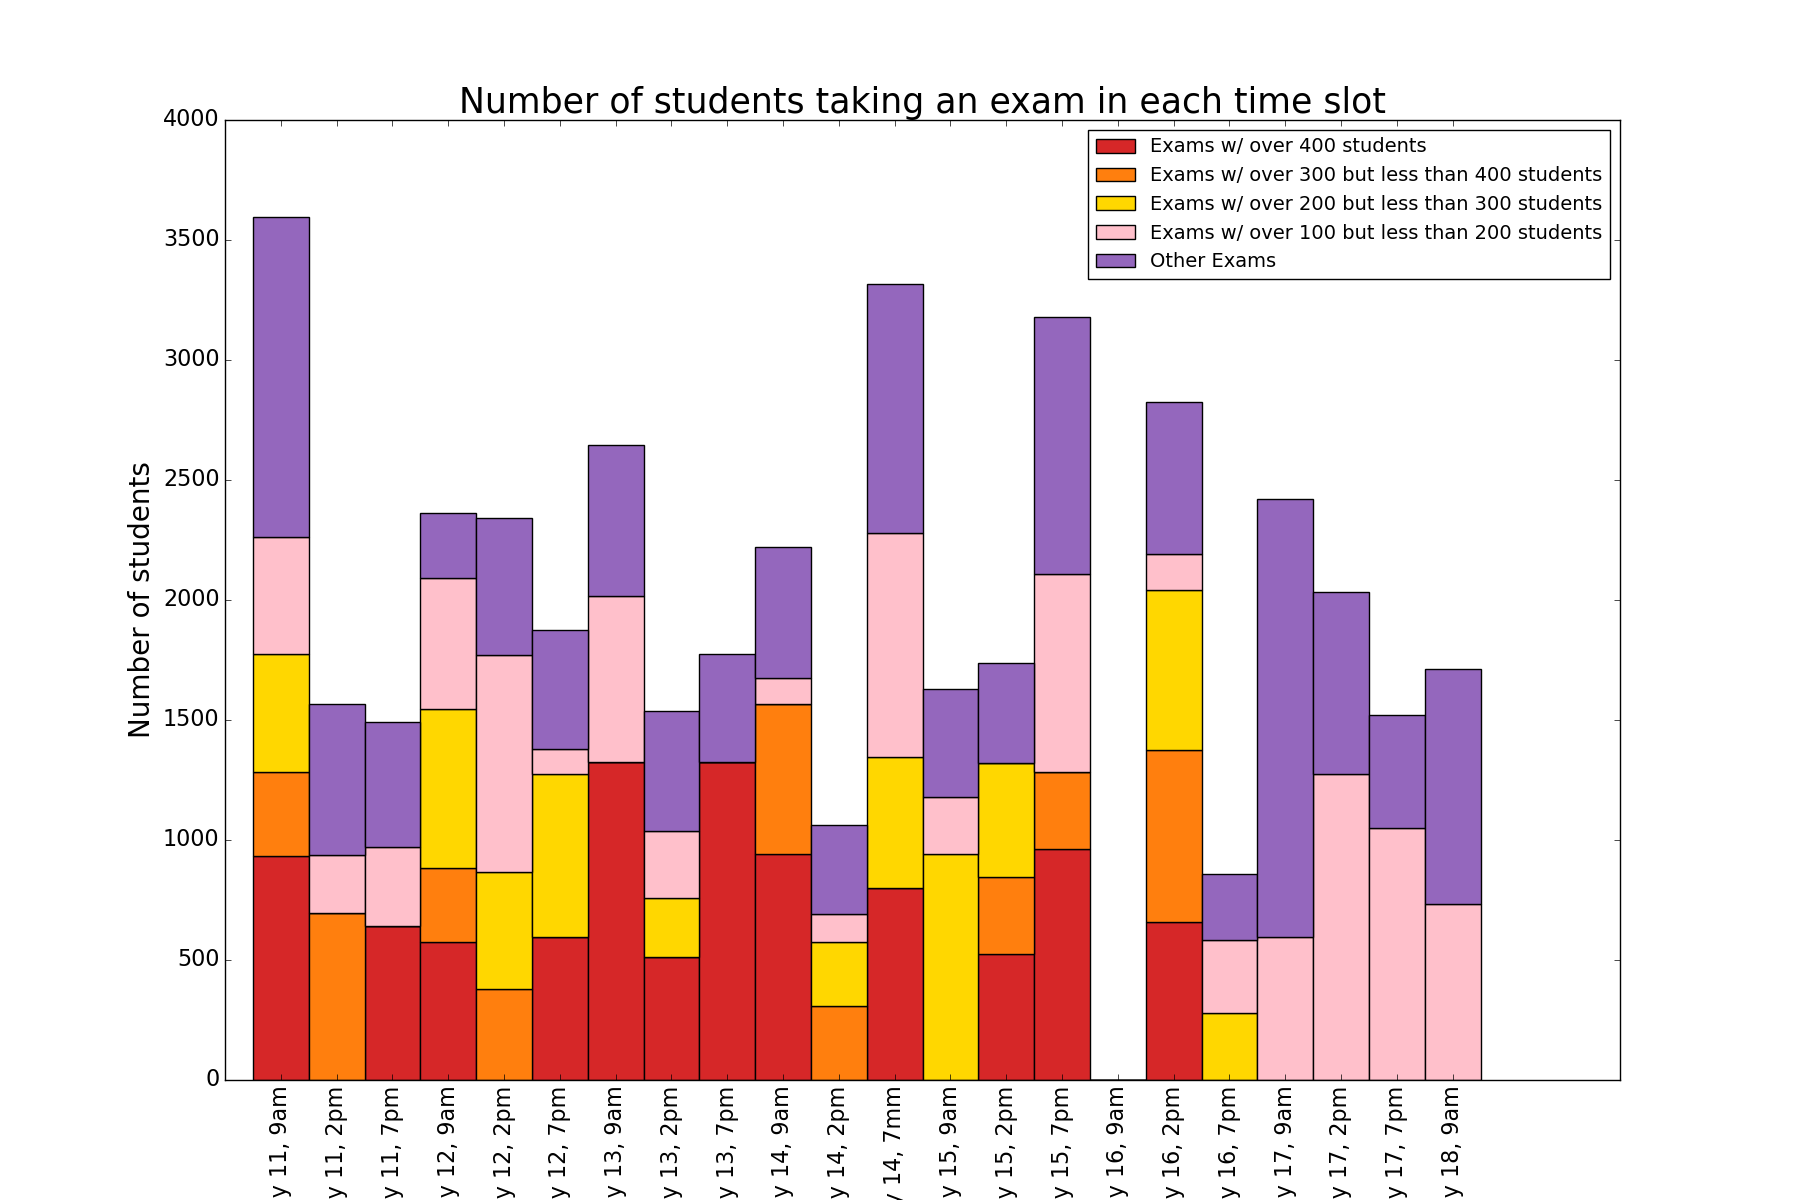 Number of students taking an exam in each time slot
Exams w/ over 400 students
Exams w/ over 300 but less than 400 students
Exams w/ over 200 but less than 300 students
Exams w/ over 100 but less than 200 students
Other Exams
Number of students
4000
3500
3000
2500
2000
1500
1000
500
0
y 11, 9am
y 11, 2pm
y 11, 7pm
y 12, 9am
y 12, 2pm
y 12, 7pm
y 13, 9am
y 13, 2pm
y 13, 7pm
y 14, 9am
y 14, 2pm
y 14, 7mm
y 15, 9am
y 15, 2pm
y 15, 7pm
y 16, 9am
y 16, 2pm
y 16, 7pm
y 17, 9am
y 17, 2pm
y 17, 7pm
y 18, 9am